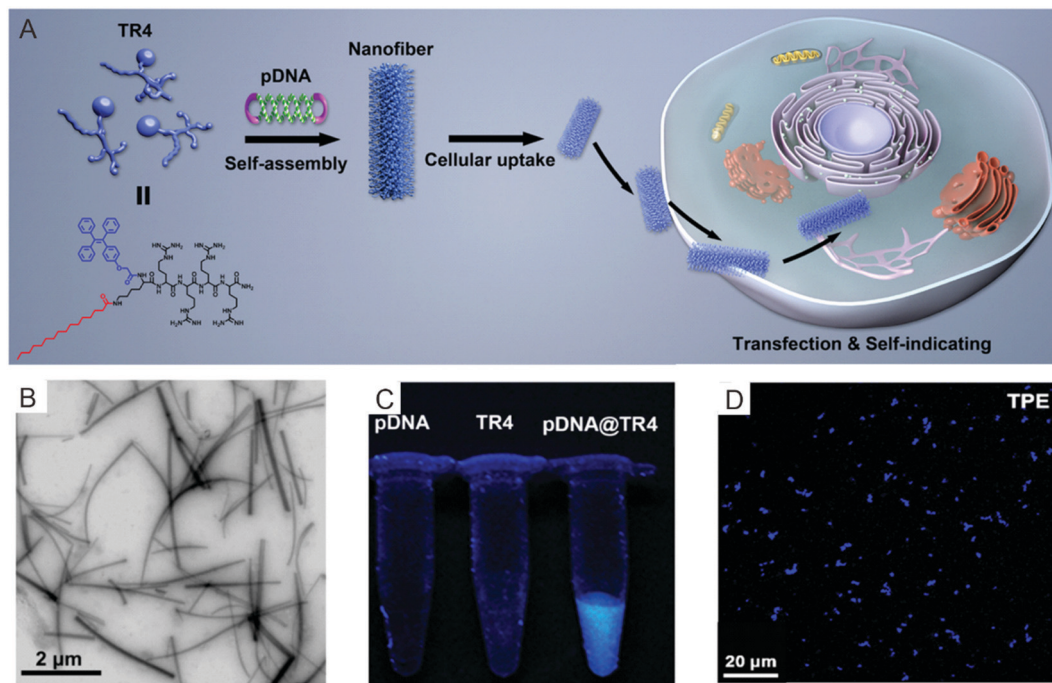 A
TR4
pDNA
Nanofiber
Self-assembly
Cellular uptake
II
Transfection & Self-indicating
B
2 µm
C
pDNA TR4 pDNA@TR4
D
TPE
20 µm